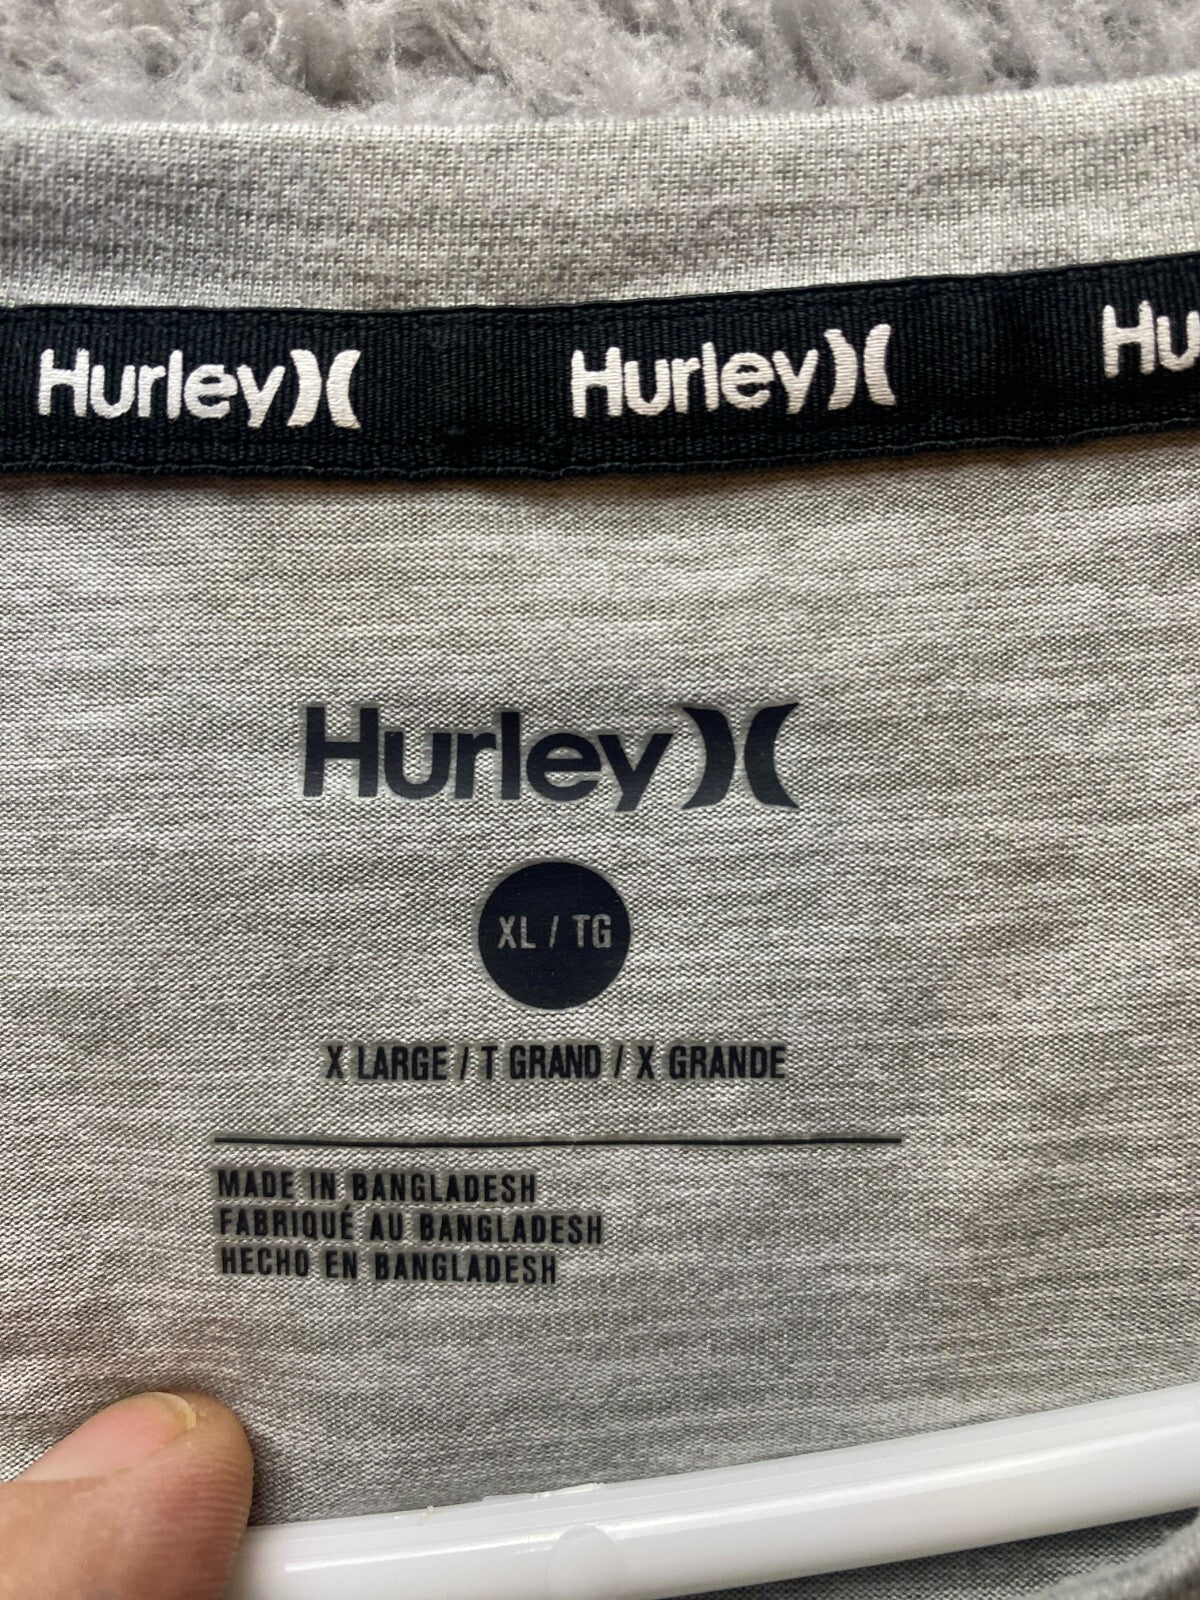 Hurley Hurley Hu
Hurley
XL / TG
X LARGE / T GRAND / X GRANDE
MADE IN BANGLADESH
FABRIQUÉ AU BANGLADESH
HECHO EN BANGLADESH